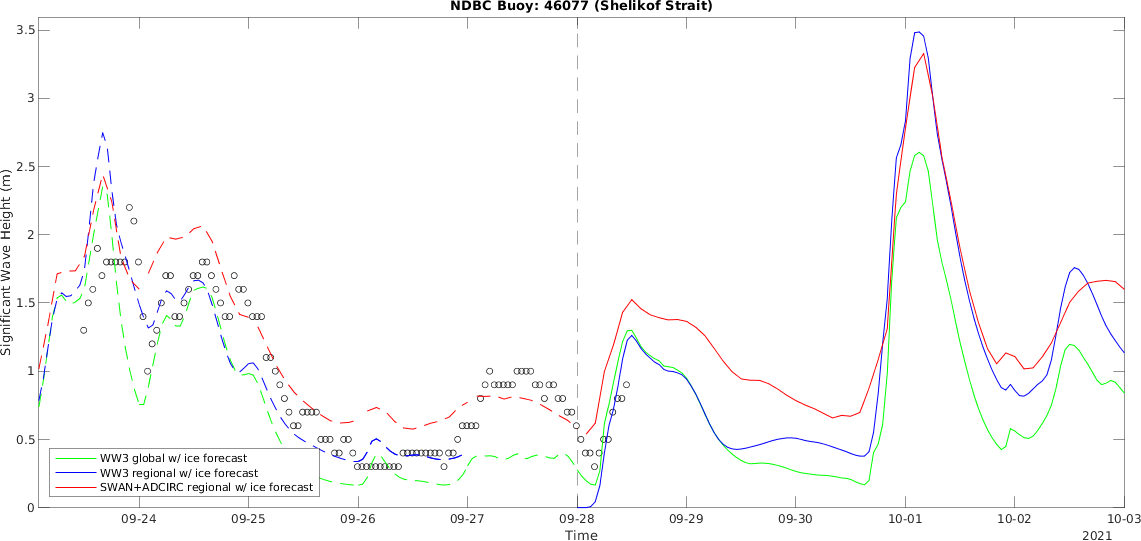 NDBC Buoy: 46077 (Shelikof Strait)
Significant Wave Height (m)
3.5
3
2.5
2
1.5
1
0.5
0
WW3 global w/ ice forecast
WW3 regional w/ ice forecast
SWAN+ADCIRC regional w/ ice forecast
09-24 09-25 09-26 09-27 09-28 09-29 09-30 10-01 10-02 10-03
Time
2021